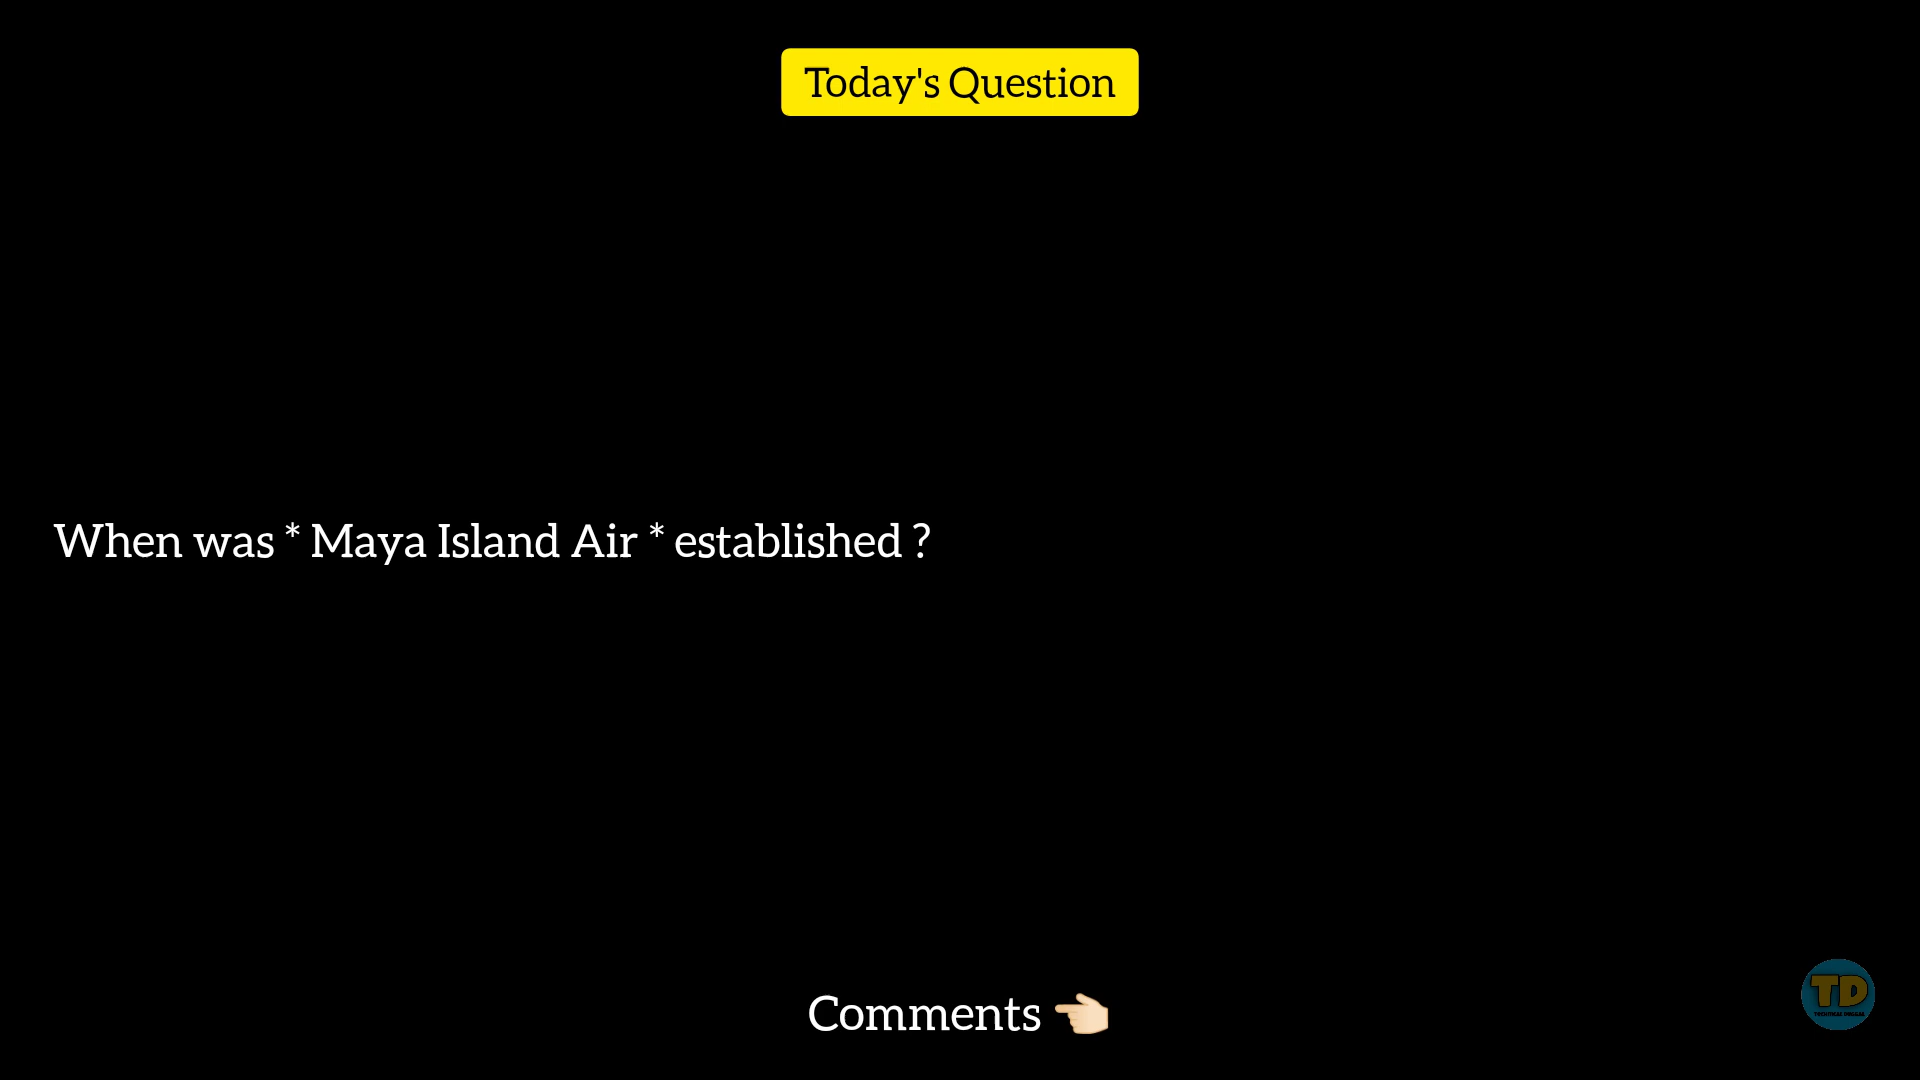 Today's Question
When was * Maya Island Air * established ?
Comments 👈🏻
TD